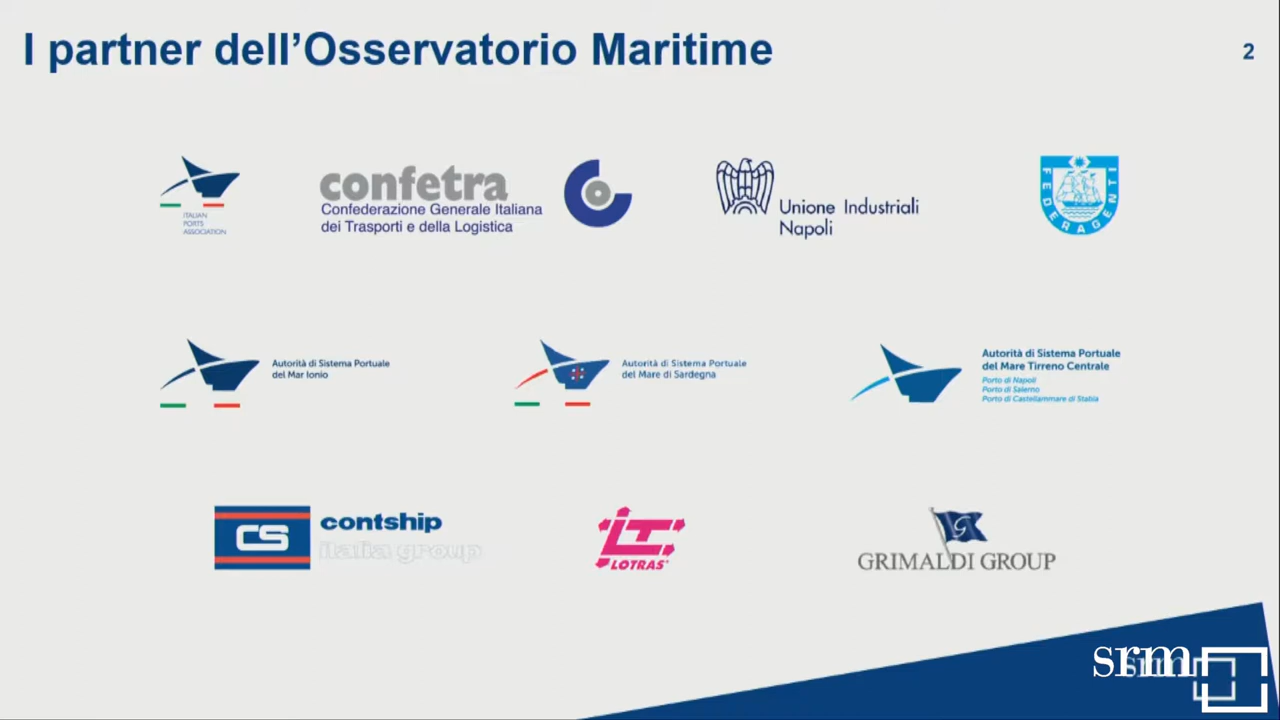 I partner dell’Osservatorio Maritime
2
ITALIAN
PORTS
ASSOCIATION
confetra
Confederazione Generale Italiana
dei Trasporti e della Logistica
Unione Industriali
Napoli
FEDERAGENTI
Autorità di Sistema Portuale
del Mar Ionio
Autorità di Sistema Portuale
del Mare di Sardegna
Autorità di Sistema Portuale
del Mare Tirreno Centrale
Porto di Napoli
Porto di Salerno
Porto di Castellammare di Stabia
CS
contship
italia group
LT
LOTRAS
G
GRIMALDI GROUP
srm
srm